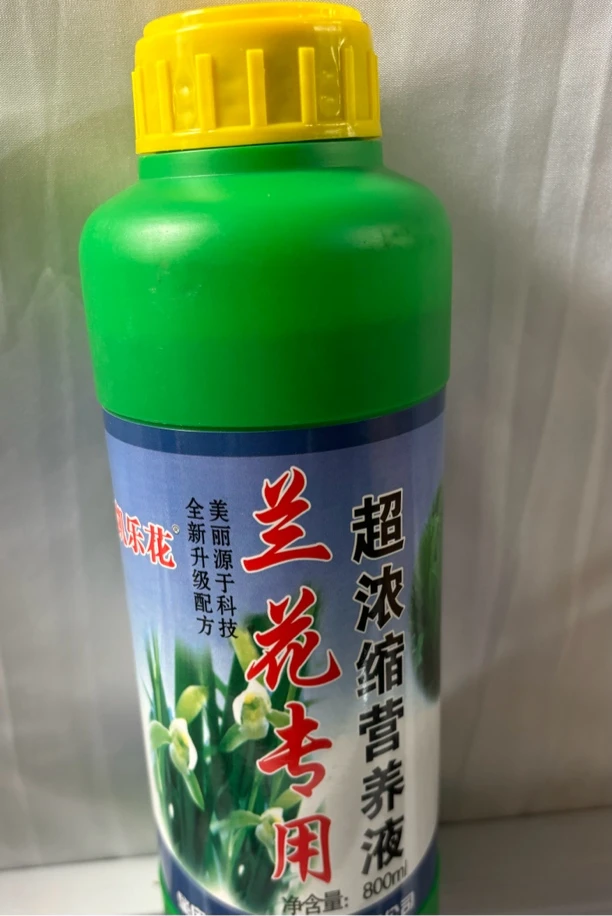 凯乐花®
美丽源于科技
全新升级配方
兰花专用
超浓缩营养液
净含量:800ml